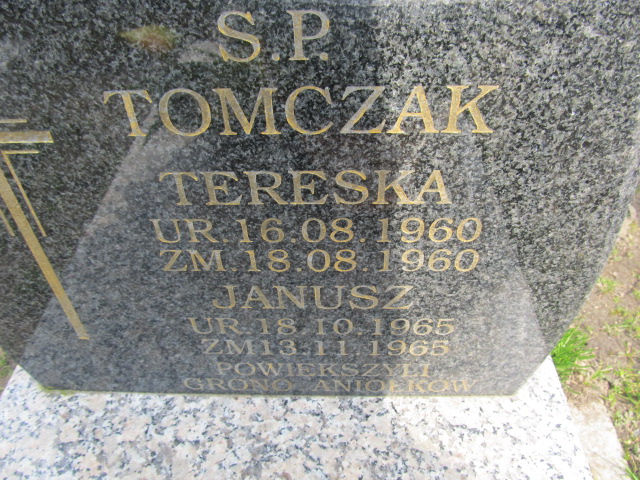 S.P.
TOMCZAK
TERESKA
UR.16.08.1960
ZM.18.08.1960
JANUSZ
UR.18.10.1965
ZM13.11.1965
POWIEKSZYLI
GRONO ANIOŁKÓW